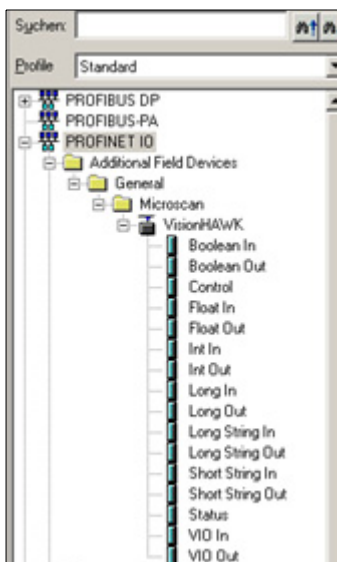 Suchen:
Profile Standard
PROFIBUS DP
PROFIBUS-PA
PROFINET IO
Additional Field Devices
General
Microscan
VisionHAWK
Boolean In
Boolean Out
Control
Float In
Float Out
Int In
Int Out
Long In
Long Out
Long String In
Long String Out
Short String In
Short String Out
Status
VIO In
VIO Out